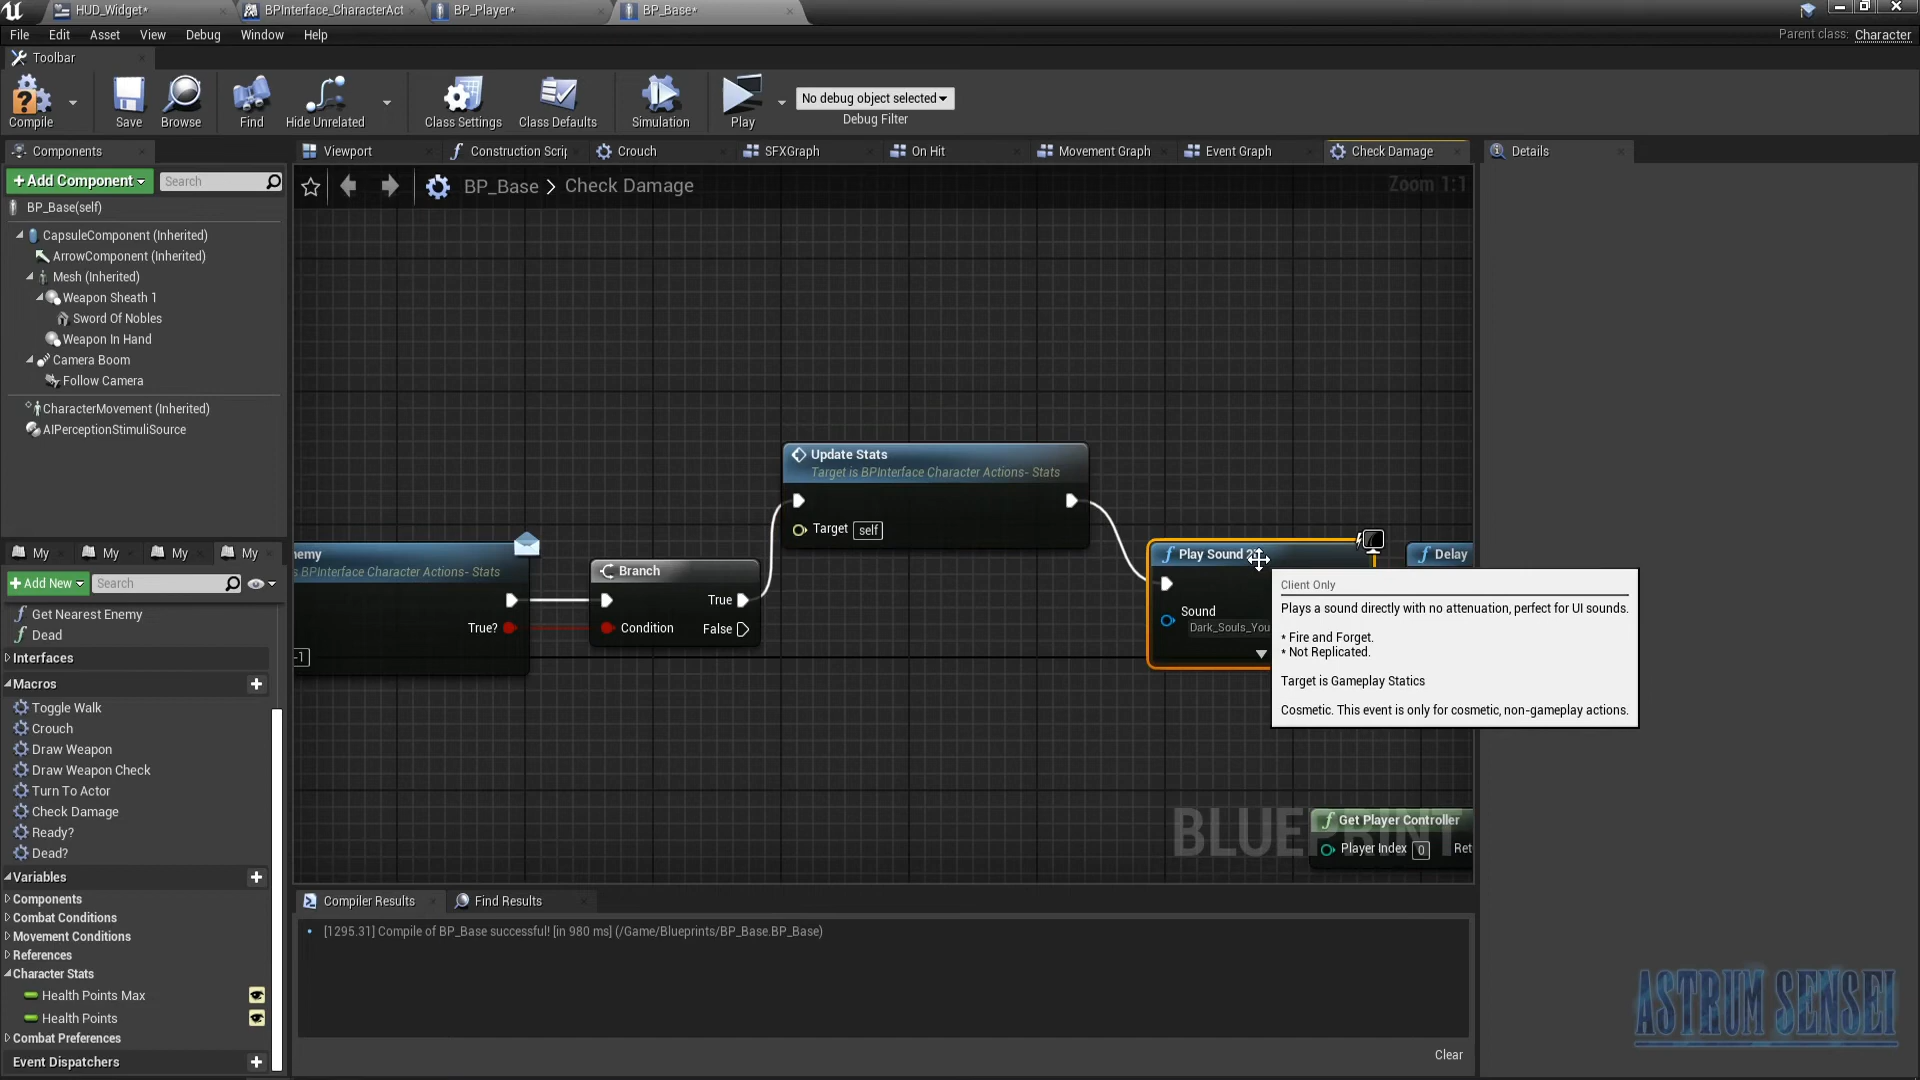 HUD_Widget*
BPInterface_CharacterAct
BP_Player*
BP_Base*
File Edit Asset View Debug Window Help
Parent class: Character
Toolbar
Compile
Save
Browse
Find
Hide Unrelated
Class Settings
Class Defaults
Simulation
Play
No debug object selected
Debug Filter
Components
Viewport
Construction Scrip
Crouch
SFXGraph
On Hit
Movement Graph
Event Graph
Check Damage
Details
+Add Component
Search
BP_Base > Check Damage
Zoom 1:1
BP_Base(self)
CapsuleComponent (Inherited)
ArrowComponent (Inherited)
Mesh (Inherited)
Weapon Sheath 1
Sword Of Nobles
Weapon In Hand
Camera Boom
Follow Camera
CharacterMovement (Inherited)
AIPerceptionStimuliSource
Update Stats
Target is BPInterface Character Actions- Stats
Target self
nemy
s BPInterface Character Actions- Stats
True?
-1
Branch
True
Condition
False
Play Sound 2
Sound
Dark_Souls_You
Delay
Client Only
Plays a sound directly with no attenuation, perfect for UI sounds.
* Fire and Forget.
* Not Replicated.
Target is Gameplay Statics
Cosmetic. This event is only for cosmetic, non-gameplay actions.
Get Player Controller
Player Index 0
Ret
BLUEPRINT
My
My
My
My
+Add New
Search
Get Nearest Enemy
Dead
Interfaces
Macros
Toggle Walk
Crouch
Draw Weapon
Draw Weapon Check
Turn To Actor
Check Damage
Ready?
Dead?
Variables
Components
Combat Conditions
Movement Conditions
References
Character Stats
Health Points Max
Health Points
Combat Preferences
Event Dispatchers
Compiler Results
Find Results
[1295.31] Compile of BP_Base successful! [in 980 ms] (/Game/Blueprints/BP_Base.BP_Base)
Clear
ASTRUM SENSEI